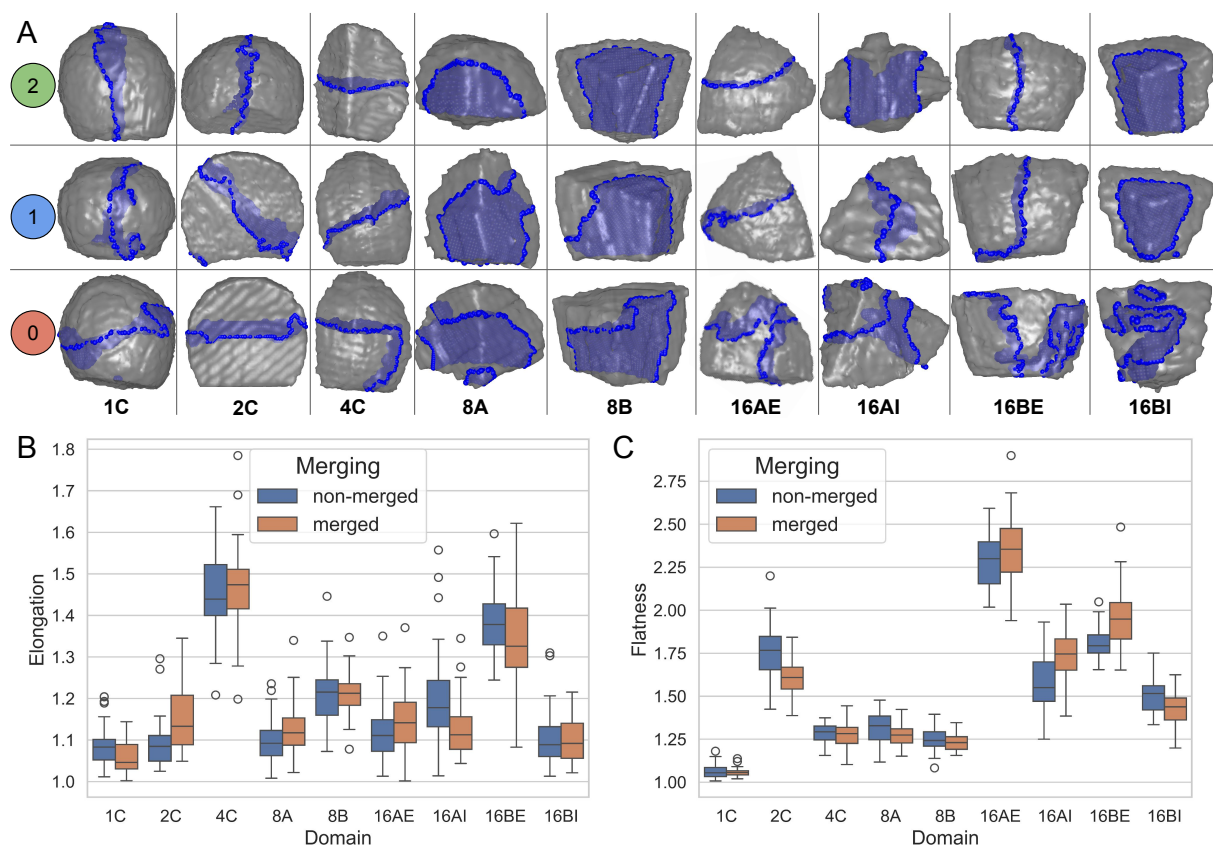 A
2
1
0
1C 2C 4C 8A 8B 16AE 16AI 16BE 16BI
B
1.8
1.7
1.6
1.5
1.4
1.3
1.2
1.1
1.0
Elongation
Merging
non-merged
merged
1C 2C 4C 8A 8B 16AE 16AI 16BE 16BI
Domain
C
2.75
2.50
2.25
2.00
1.75
1.50
1.25
1.00
Flatness
Merging
non-merged
merged
1C 2C 4C 8A 8B 16AE 16AI 16BE 16BI
Domain